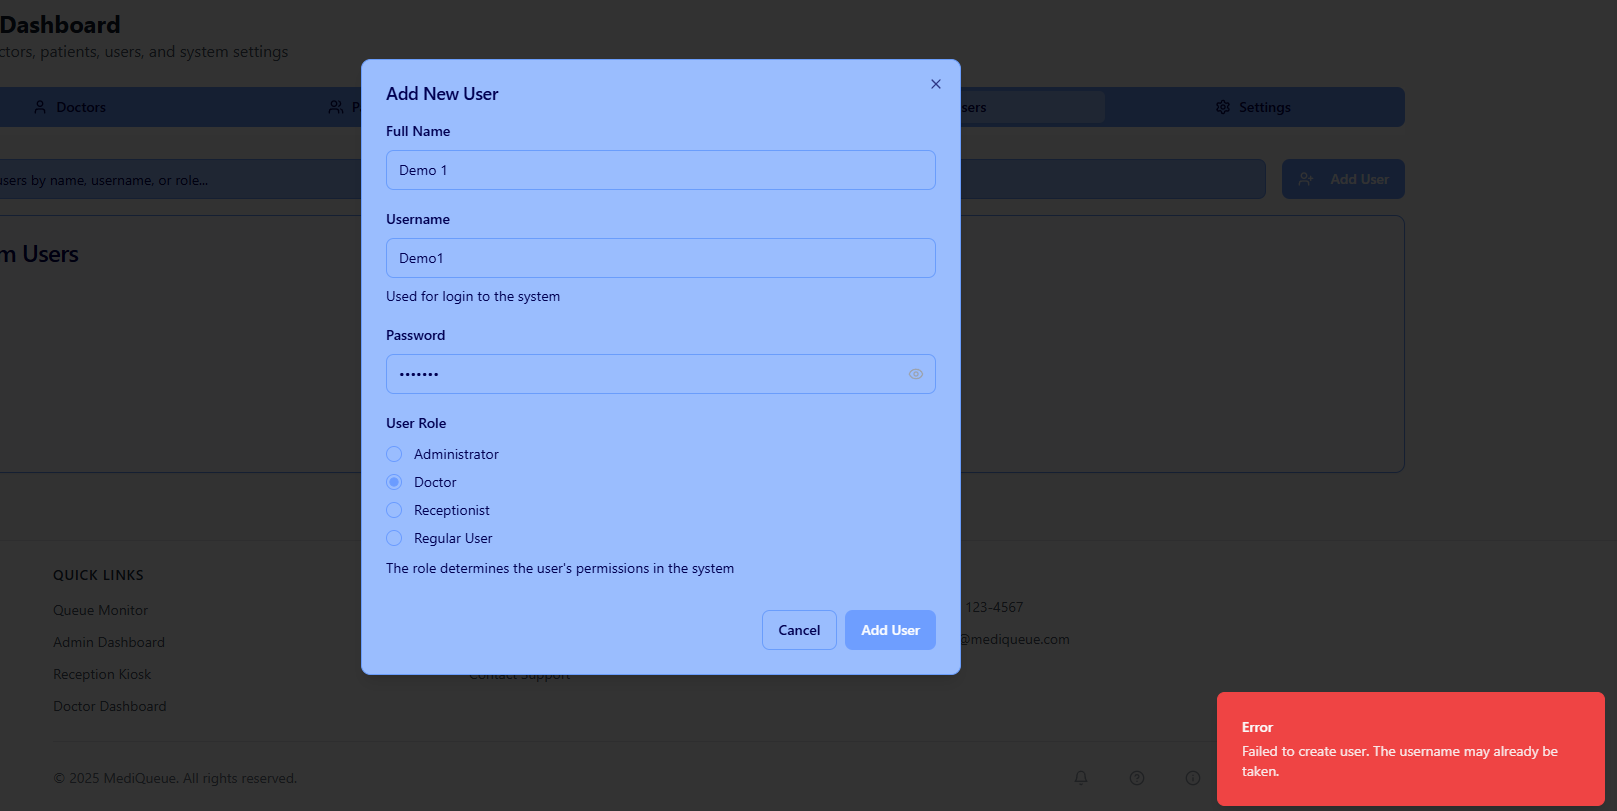 Dashboard
ctors, patients, users, and system settings
Doctors
P
sers
Settings
users by name, username, or role...
Add User
m Users
Add New User
Full Name
Demo 1
Username
Demo1
Used for login to the system
Password
•••••••
User Role
Administrator
Doctor
Receptionist
Regular User
The role determines the user's permissions in the system
Cancel
Add User
QUICK LINKS
Queue Monitor
Admin Dashboard
Reception Kiosk
Doctor Dashboard
Contact Support
123-4567
@mediqueue.com
© 2025 MediQueue. All rights reserved.
Error
Failed to create user. The username may already be
taken.